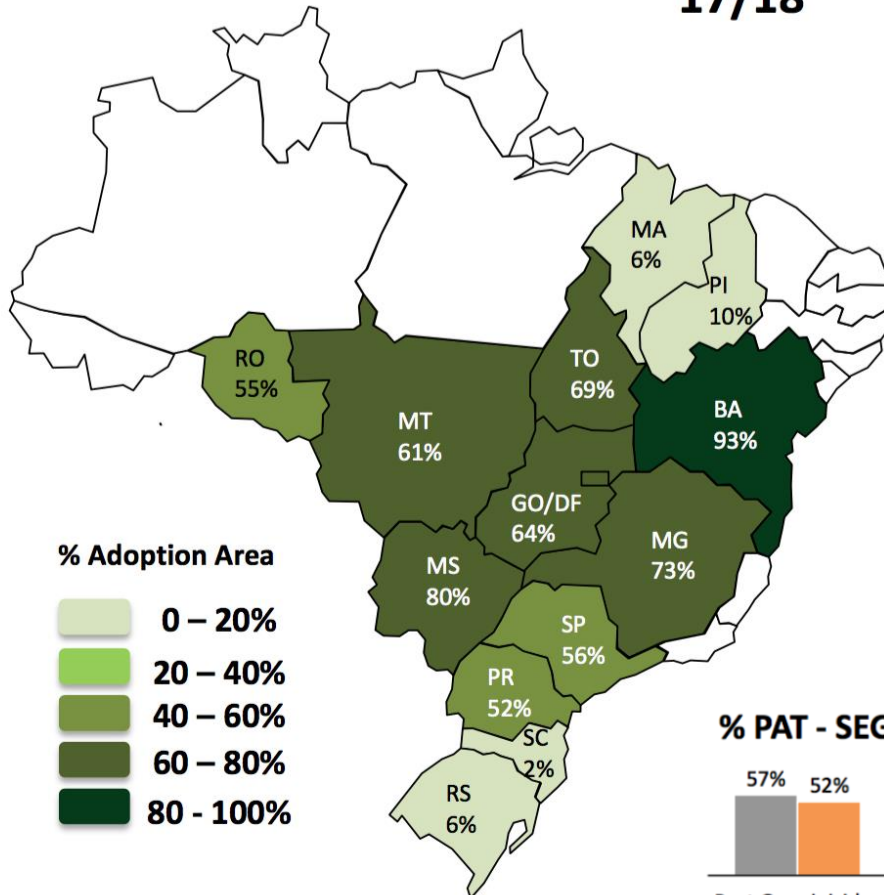 17/18
MA
6%
PI
10%
RO
55%
TO
69%
MT
61%
BA
93%
GO/DF
64%
MG
73%
MS
80%
SP
56%
PR
52%
SC
2%
RS
6%
% Adoption Area
0 – 20%
20 – 40%
40 – 60%
60 – 80%
80 - 100%
% PAT - SEG
57%
52%